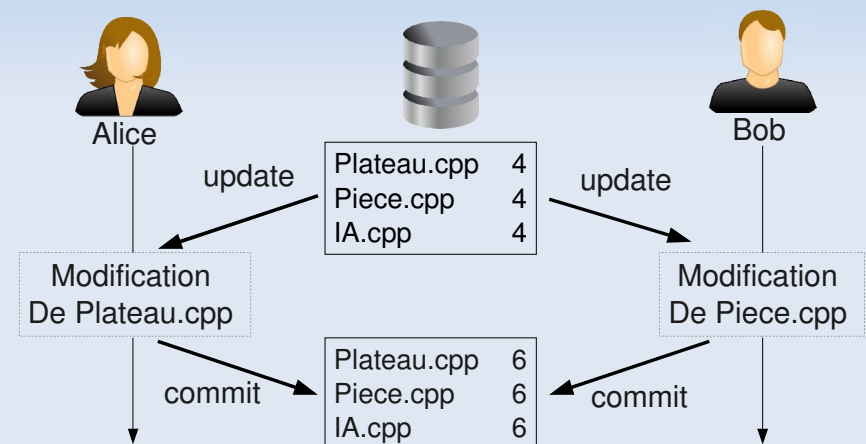 Alice
Bob
update
Plateau.cpp 4
Piece.cpp 4
IA.cpp 4
update
Modification
De Plateau.cpp
Modification
De Piece.cpp
commit
Plateau.cpp 6
Piece.cpp 6
IA.cpp 6
commit